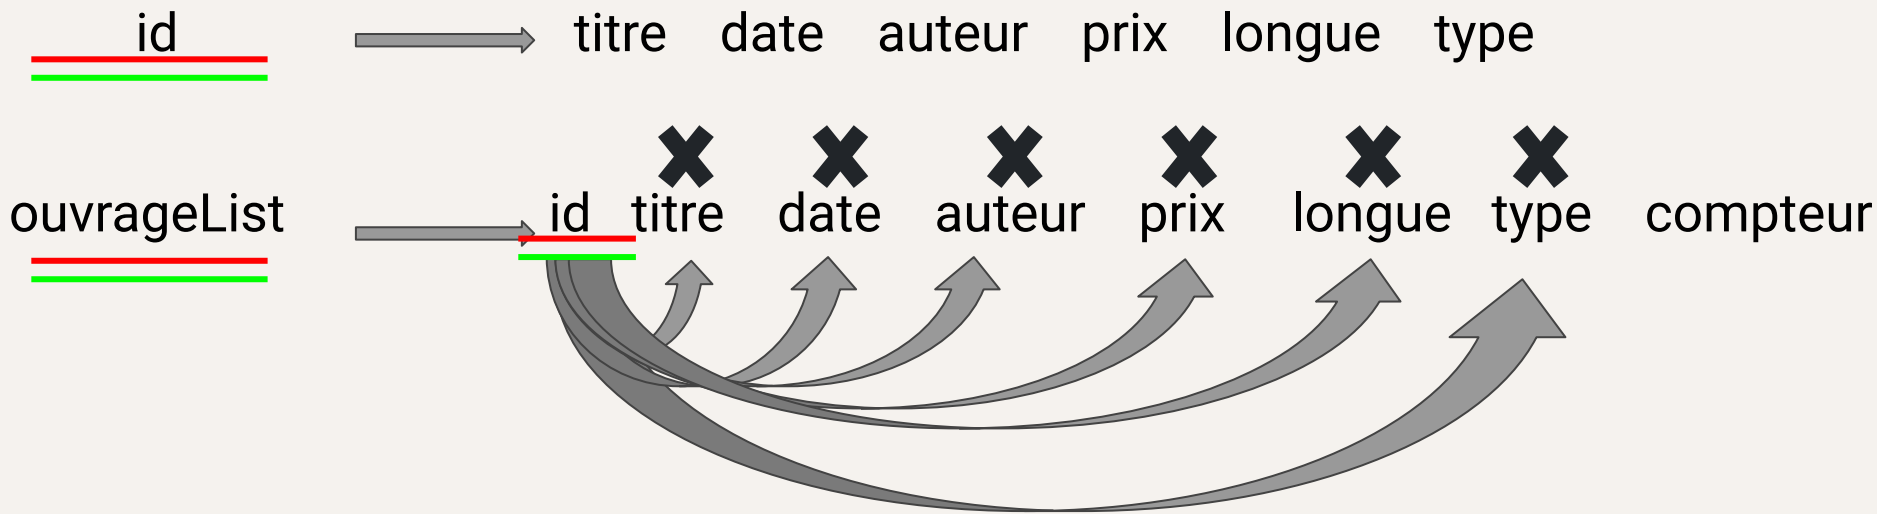 id titre date auteur prix longue type
ouvrageList id titre date auteur prix longue type compteur